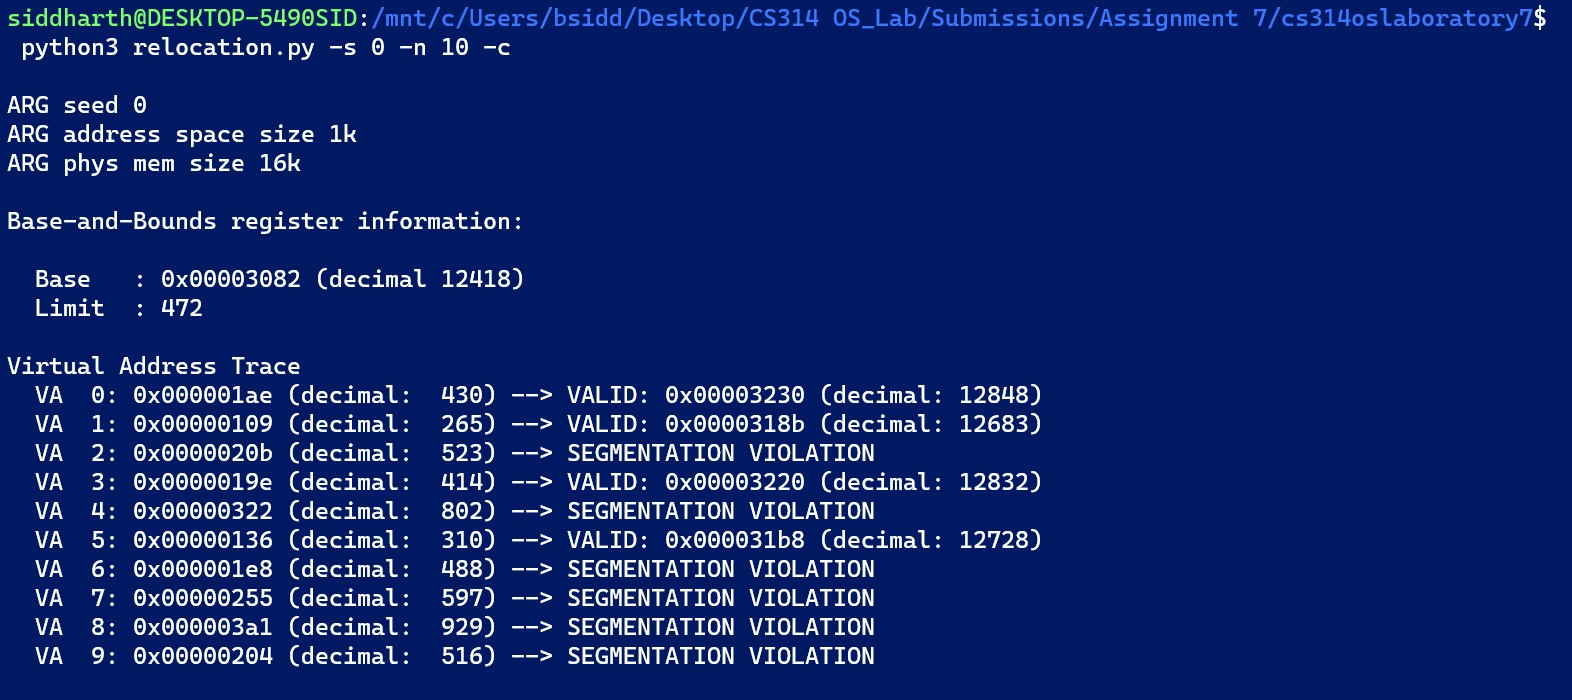 siddharth@DESKTOP-5490SID:/mnt/c/Users/bsidd/Desktop/CS314 OS_Lab/Submissions/Assignment 7/cs314oslaboratory7$
 python3 relocation.py -s 0 -n 10 -c

ARG seed 0
ARG address space size 1k
ARG phys mem size 16k

Base-and-Bounds register information:

  Base   : 0x00003082 (decimal 12418)
  Limit  : 472

Virtual Address Trace
  VA  0: 0x000001ae (decimal:  430) --> VALID: 0x00003230 (decimal: 12848)
  VA  1: 0x00000109 (decimal:  265) --> VALID: 0x0000318b (decimal: 12683)
  VA  2: 0x0000020b (decimal:  523) --> SEGMENTATION VIOLATION
  VA  3: 0x0000019e (decimal:  414) --> VALID: 0x00003220 (decimal: 12832)
  VA  4: 0x00000322 (decimal:  802) --> SEGMENTATION VIOLATION
  VA  5: 0x00000136 (decimal:  310) --> VALID: 0x000031b8 (decimal: 12728)
  VA  6: 0x000001e8 (decimal:  488) --> SEGMENTATION VIOLATION
  VA  7: 0x00000255 (decimal:  597) --> SEGMENTATION VIOLATION
  VA  8: 0x000003a1 (decimal:  929) --> SEGMENTATION VIOLATION
  VA  9: 0x00000204 (decimal:  516) --> SEGMENTATION VIOLATION